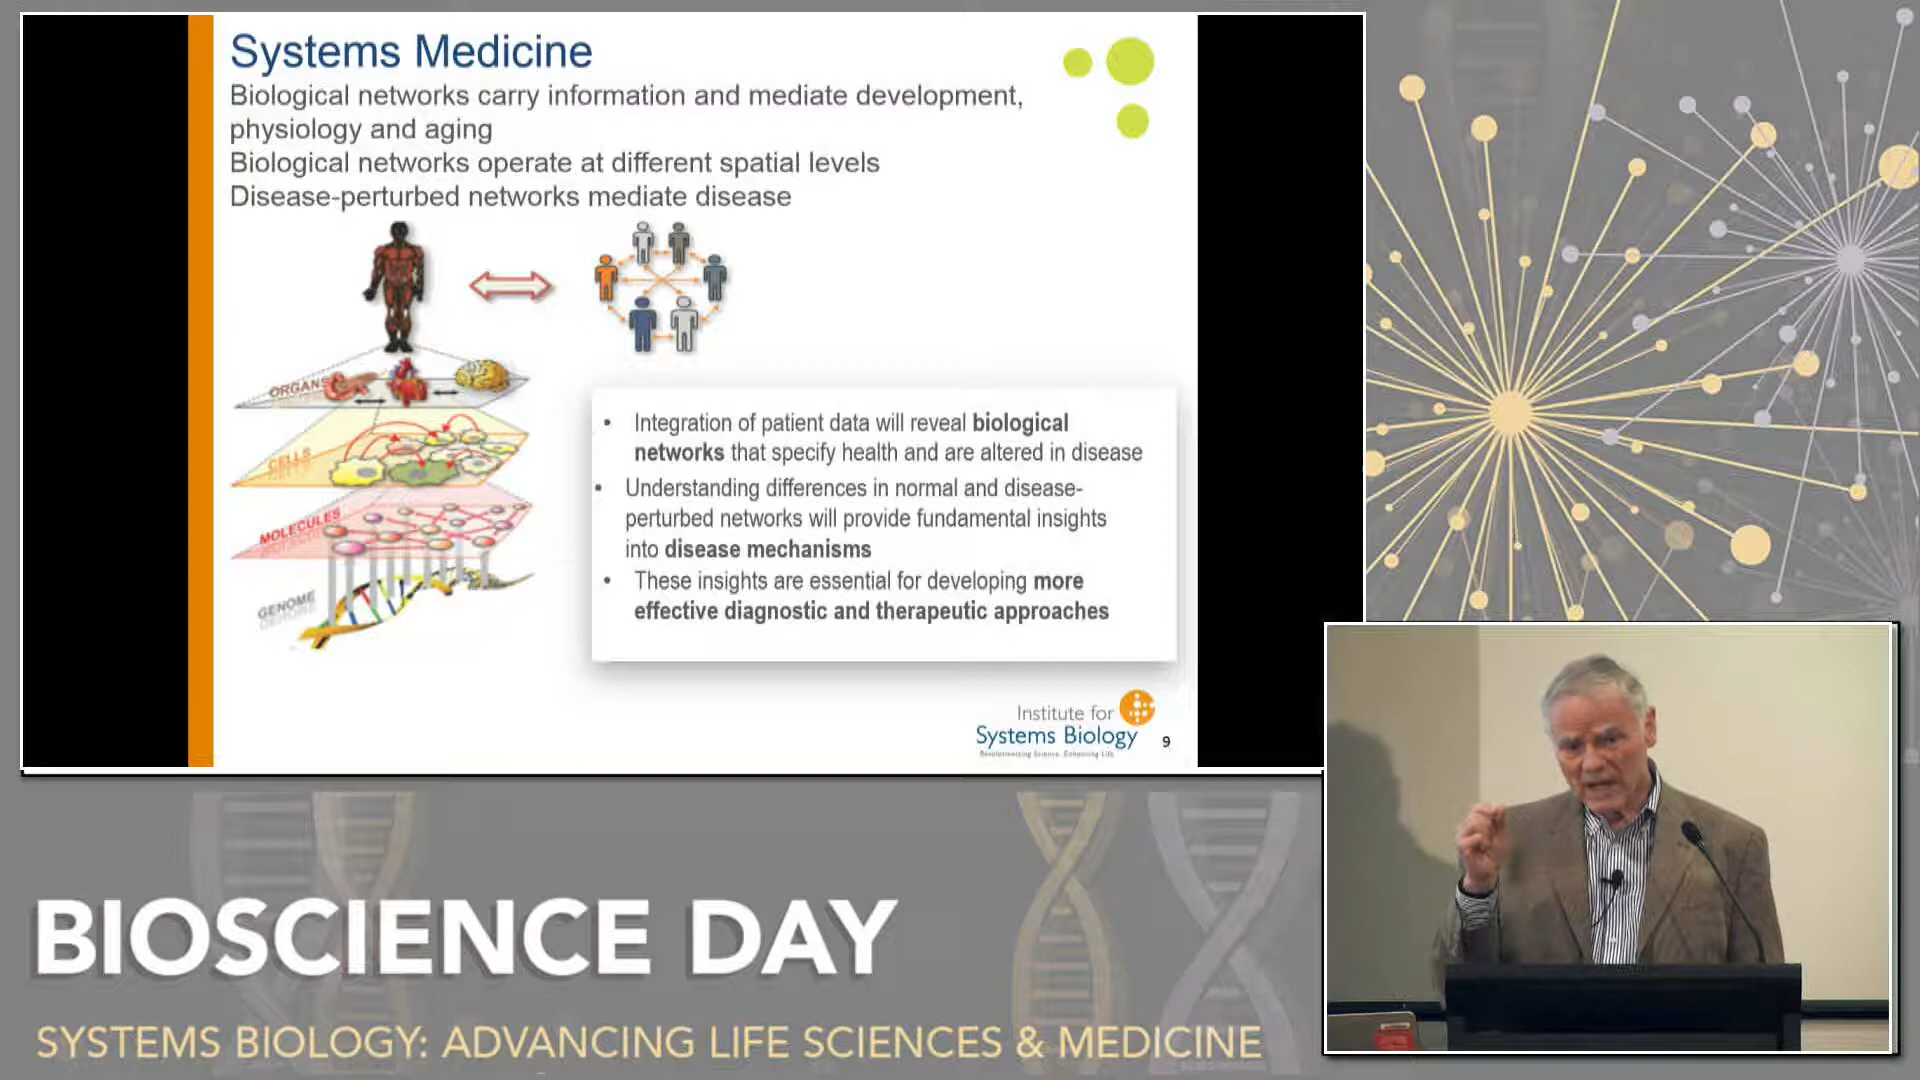 Systems Medicine
Biological networks carry information and mediate development,
physiology and aging
Biological networks operate at different spatial levels
Disease-perturbed networks mediate disease
ORGANS
CELLS
MOLECULES
GENOME
• Integration of patient data will reveal biological
networks that specify health and are altered in disease
• Understanding differences in normal and disease-
perturbed networks will provide fundamental insights
into disease mechanisms
• These insights are essential for developing more
effective diagnostic and therapeutic approaches
Institute for
Systems Biology
Revolutionizing Science. Enhancing Life
9
BIOSCIENCE DAY
SYSTEMS BIOLOGY: ADVANCING LIFE SCIENCES & MEDICINE